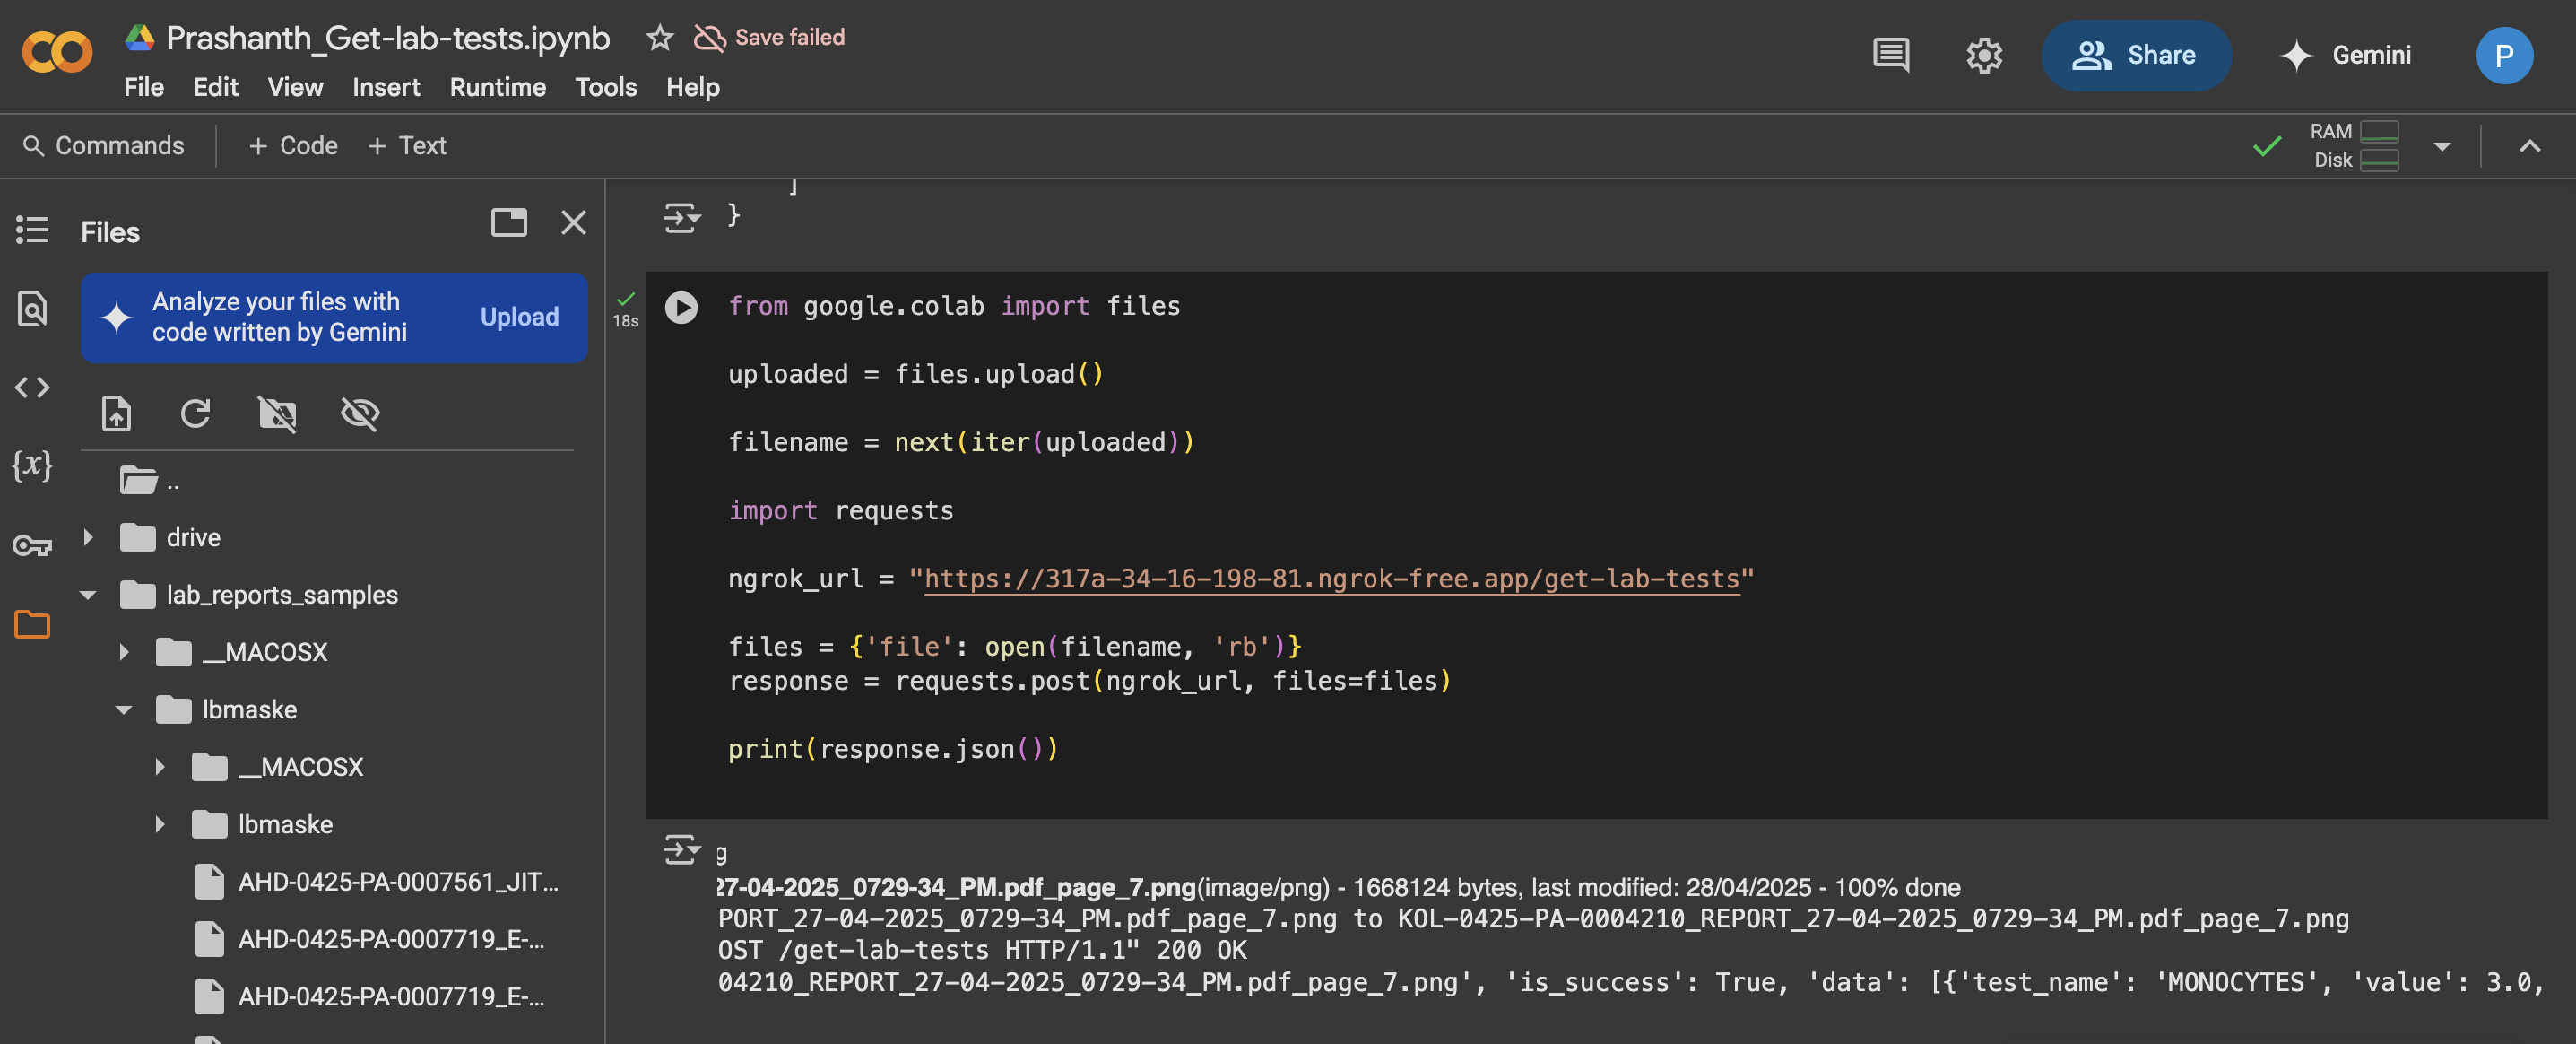 Prashanth_Get-lab-tests.ipynb
Save failed
File Edit View Insert Runtime Tools Help
Share
Gemini
P
Commands
+ Code + Text
RAM
Disk
Files
Analyze your files with
code written by Gemini
Upload
{x}
..
drive
lab_reports_samples
__MACOSX
lbmaske
__MACOSX
lbmaske
AHD-0425-PA-0007561_JIT...
AHD-0425-PA-0007719_E-...
AHD-0425-PA-0007719_E-...
]
}
18s
from google.colab import files
uploaded = files.upload()
filename = next(iter(uploaded))
import requests
ngrok_url = "https://317a-34-16-198-81.ngrok-free.app/get-lab-tests"
files = {'file': open(filename, 'rb')}
response = requests.post(ngrok_url, files=files)
print(response.json())
g
27-04-2025_0729-34_PM.pdf_page_7.png(image/png) - 1668124 bytes, last modified: 28/04/2025 - 100% done
PORT_27-04-2025_0729-34_PM.pdf_page_7.png to KOL-0425-PA-0004210_REPORT_27-04-2025_0729-34_PM.pdf_page_7.png
OST /get-lab-tests HTTP/1.1" 200 OK
04210_REPORT_27-04-2025_0729-34_PM.pdf_page_7.png', 'is_success': True, 'data': [{'test_name': 'MONOCYTES', 'value': 3.0,